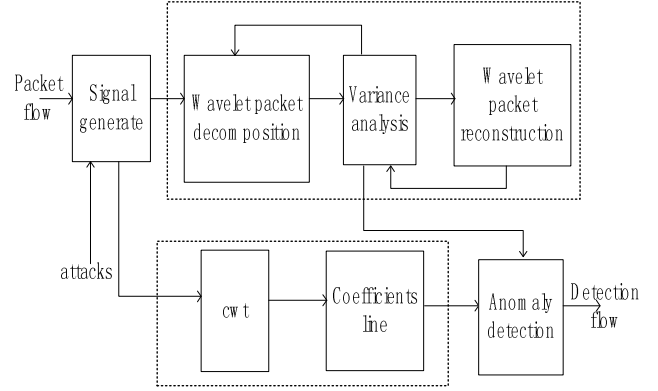 Packet
flow
Signal
generate
Wavelet packet
decomposition
Variance
analysis
Wavelet
packet
reconstruction
attacks
cwt
Coefficients
line
Anomaly
detection
Detection
flow